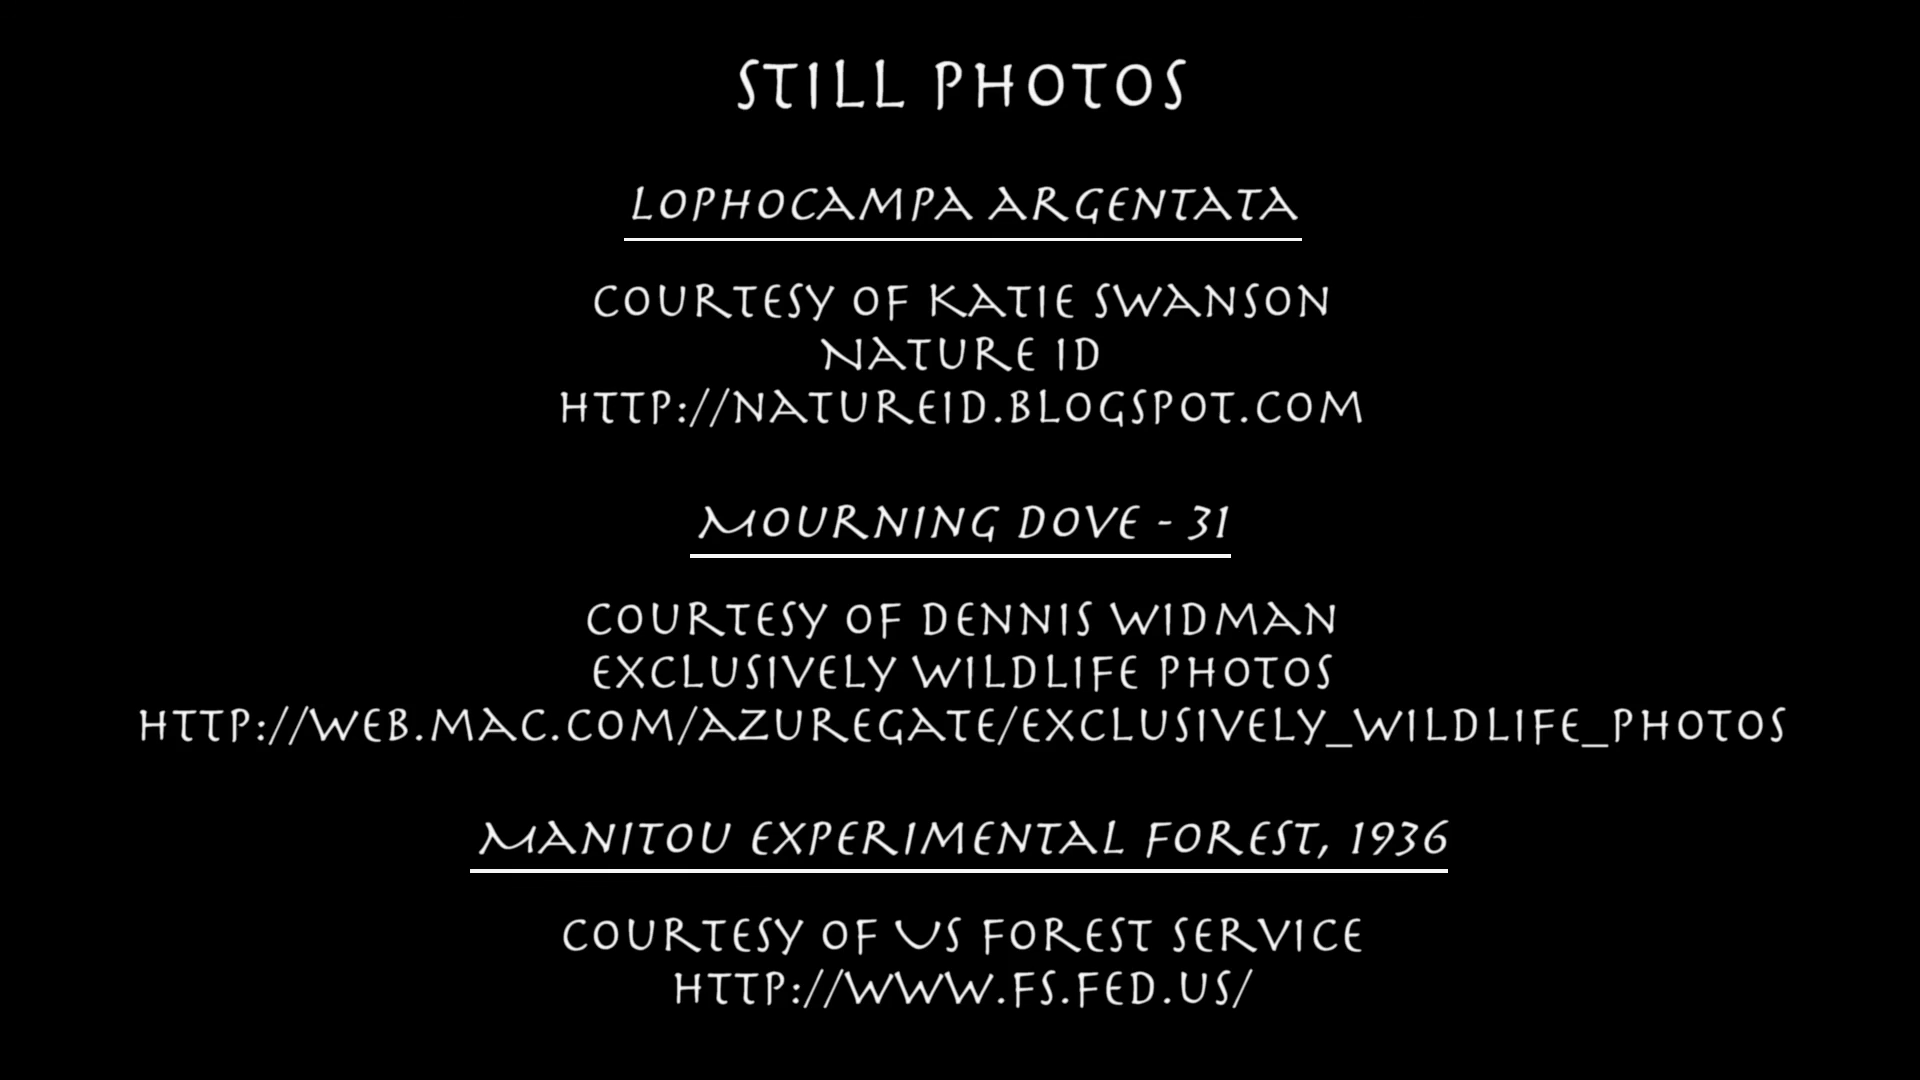 STILL PHOTOS
LOPHOCAMPA ARGENTATA
COURTESY OF KATIE SWANSON
NATURE ID
HTTP://NATUREID.BLOGSPOT.COM
MOURNING DOVE - 31
COURTESY OF DENNIS WIDMAN
EXCLUSIVELY WILDLIFE PHOTOS
HTTP://WEB.MAC.COM/AZUREGATE/EXCLUSIVELY_WILDLIFE_PHOTOS
MANITOU EXPERIMENTAL FOREST, 1936
COURTESY OF US FOREST SERVICE
HTTP://WWW.FS.FED.US/